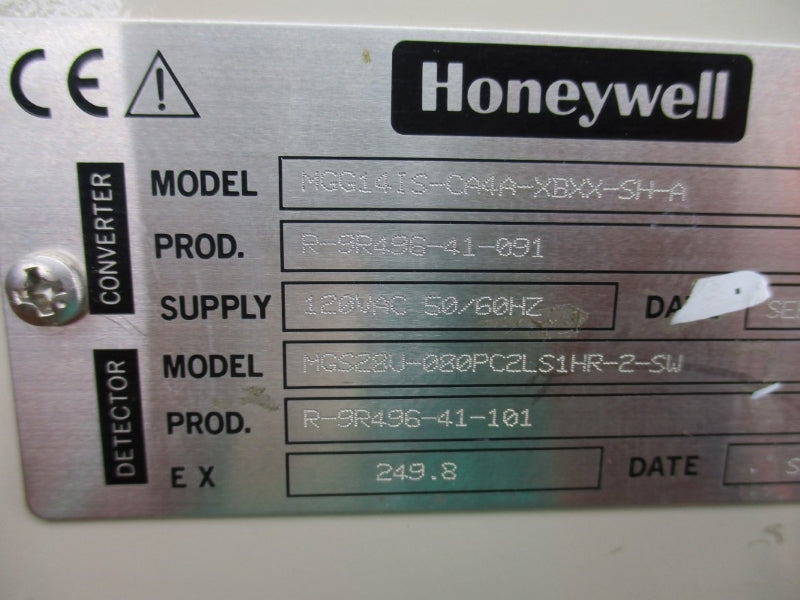 CE
Honeywell
CONVERTER
MODEL MGG14IS-CA4A-XBXX-SH-A
PROD. R-9R496-41-091
SUPPLY 120VAC 50/60HZ
DETECTOR
MODEL MGS28U-080PC2LS1HR-2-SW
PROD. R-9R496-41-101
EX 249.8 DATE